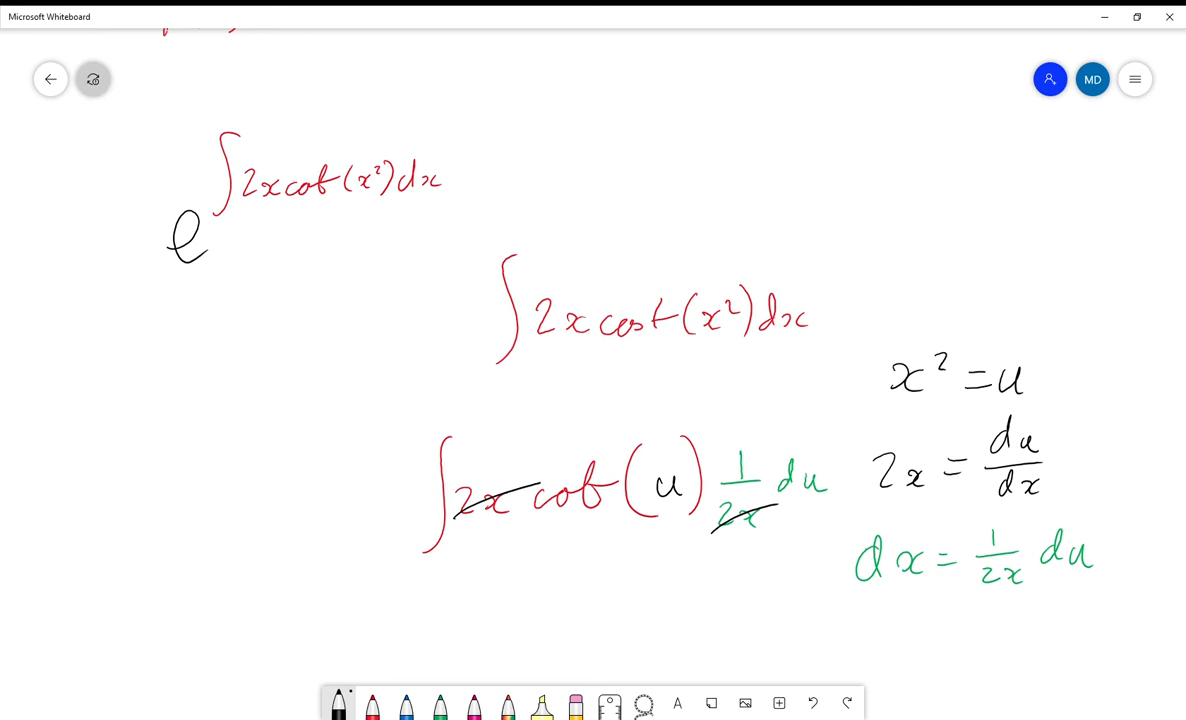 Microsoft Whiteboard
MD
e^{∫2x cot(x²)dx}
∫2x cost(x²)dx
x² = u
2x = du/dx
∫2x cot(u) 1/2x du
dx = 1/2x du
A